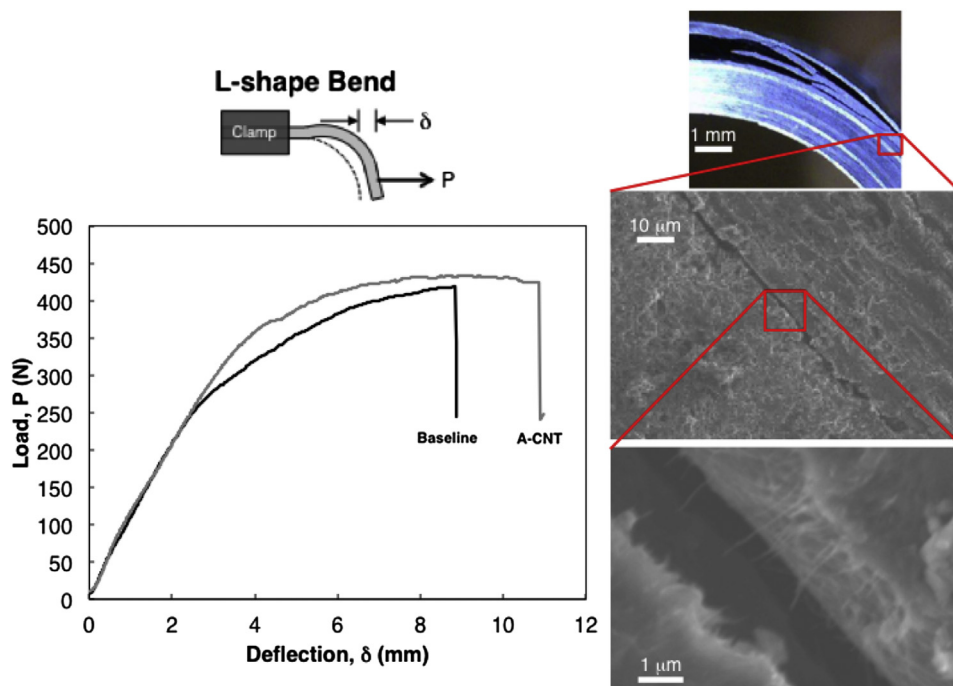 L-shape Bend
Clamp
δ
P
500
450
400
350
300
250
200
150
100
50
0
0 2 4 6 8 10 12
Load, P (N)
Deflection, δ (mm)
Baseline
A-CNT
1 mm
10 μm
1 μm